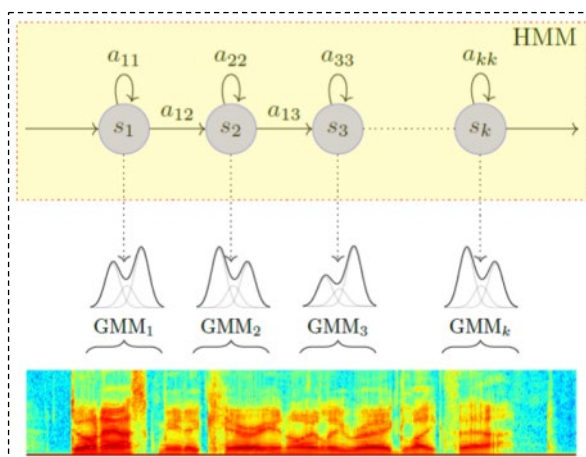 HMM
a₁₁ a₂₂ a₃₃ aₖₖ
a₁₂ a₁₃
s₁ s₂ s₃ sₖ
GMM₁ GMM₂ GMM₃ GMMₖ